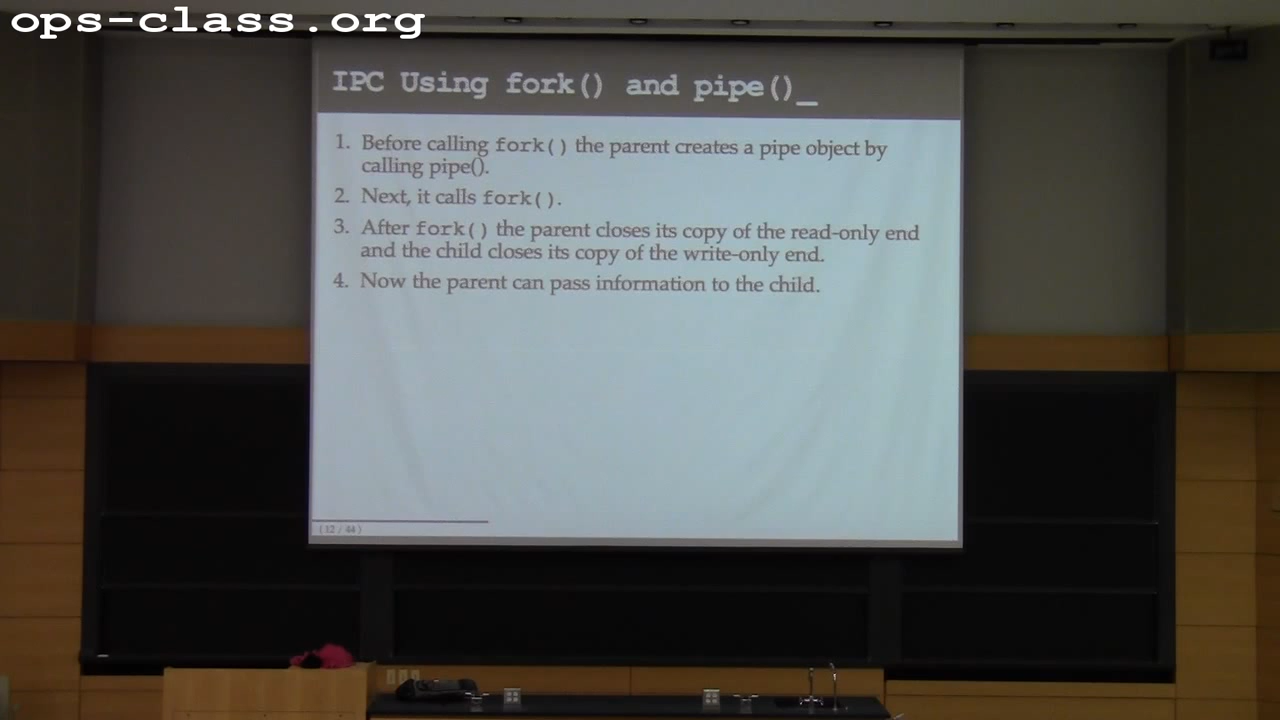 ops-class.org
IPC Using fork() and pipe()_
1. Before calling fork() the parent creates a pipe object by
calling pipe().
2. Next, it calls fork().
3. After fork() the parent closes its copy of the read-only end
and the child closes its copy of the write-only end.
4. Now the parent can pass information to the child.
(12 / 44)